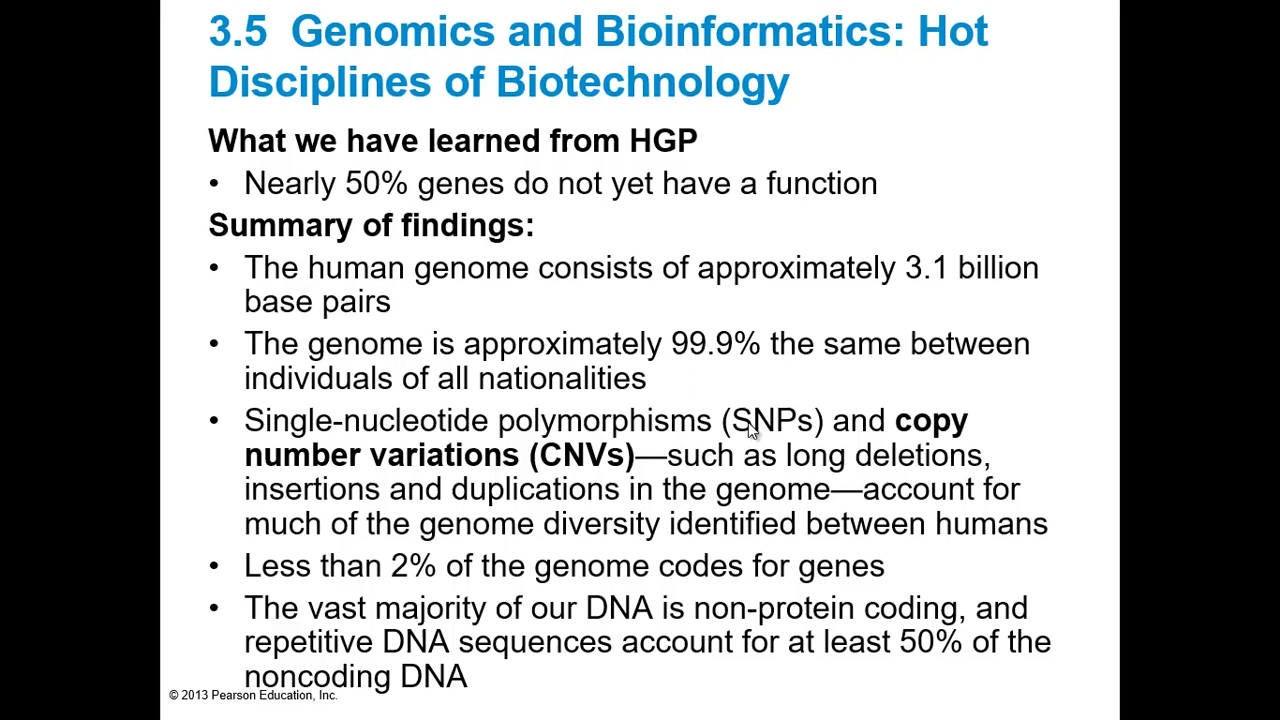 3.5 Genomics and Bioinformatics: Hot
Disciplines of Biotechnology
What we have learned from HGP
• Nearly 50% genes do not yet have a function
Summary of findings:
• The human genome consists of approximately 3.1 billion
base pairs
• The genome is approximately 99.9% the same between
individuals of all nationalities
• Single-nucleotide polymorphisms (SNPs) and copy
number variations (CNVs)—such as long deletions,
insertions and duplications in the genome—account for
much of the genome diversity identified between humans
• Less than 2% of the genome codes for genes
• The vast majority of our DNA is non-protein coding, and
repetitive DNA sequences account for at least 50% of the
noncoding DNA
© 2013 Pearson Education, Inc.